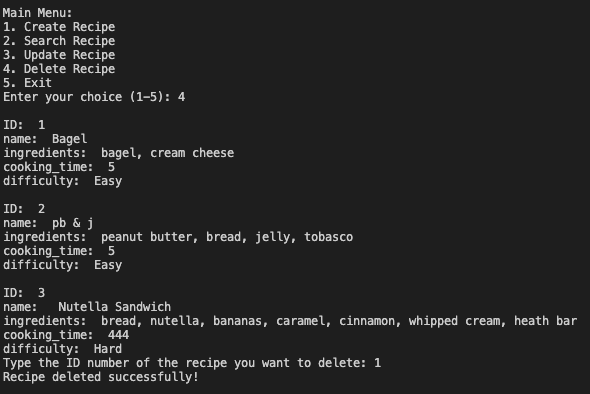 Main Menu:
1. Create Recipe
2. Search Recipe
3. Update Recipe
4. Delete Recipe
5. Exit
Enter your choice (1-5): 4

ID:  1
name:  Bagel
ingredients:  bagel, cream cheese
cooking_time:  5
difficulty:  Easy

ID:  2
name:  pb & j
ingredients:  peanut butter, bread, jelly, tobasco
cooking_time:  5
difficulty:  Easy

ID:  3
name:   Nutella Sandwich
ingredients:  bread, nutella, bananas, caramel, cinnamon, whipped cream, heath bar
cooking_time:  444
difficulty:  Hard
Type the ID number of the recipe you want to delete: 1
Recipe deleted successfully!